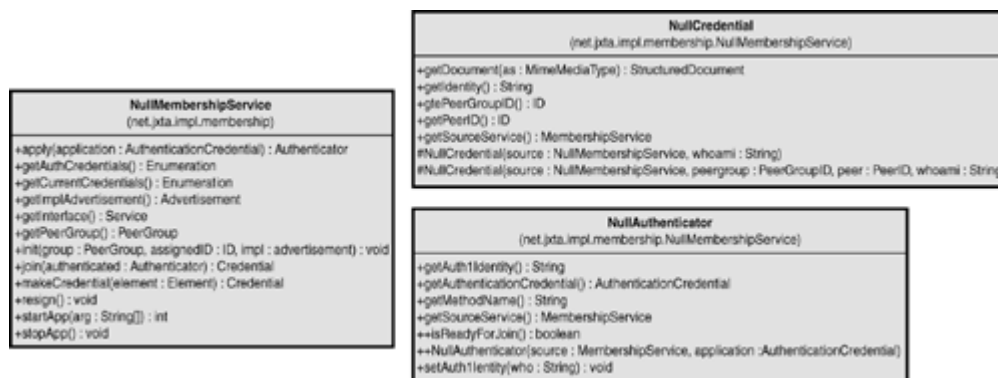 NullMembershipService
(net.jxta.impl.membership)
+apply(application : AuthenticationCredential) : Authenticator
+getAuthCredentials() : Enumeration
+getCurrentCredentials() : Enumeration
+getImplAdvertisement() : Advertisement
+getInterface() : Service
+getPeerGroup() : PeerGroup
+init(group : PeerGroup, assignedID : ID, impl : advertisement) : void
+join(authenticated : Authenticator) : Credential
+makeCredential(element : Element) : Credential
+resign() : void
+startApp(arg : String[]) : int
+stopApp() : void
NullCredential
(net.jxta.impl.membership.NullMembershipService)
+getDocument(as : MimeMediaType) : StructuredDocument
+getIdentity() : String
+gtePeerGroupID() : ID
+getPeerID() : ID
+getSourceService() : MembershipService
#NullCredential(source : NullMembershipService, whoami : String)
#NullCredential(source : NullMembershipService, peergroup : PeerGroupID, peer : PeerID, whoami : String
NullAuthenticator
(net.jxta.impl.membership.NullMembershipService)
+getAuth1Identity() : String
+getAuthenticationCredential() : AuthenticationCredential
+getMethodName() : String
+getSourceService() : MembershipService
++isReadyForJoin() : boolean
++NullAuthenticator(source : MembershipService, application :AuthenticationCredential)
+setAuth1Ientity(who : String) : void